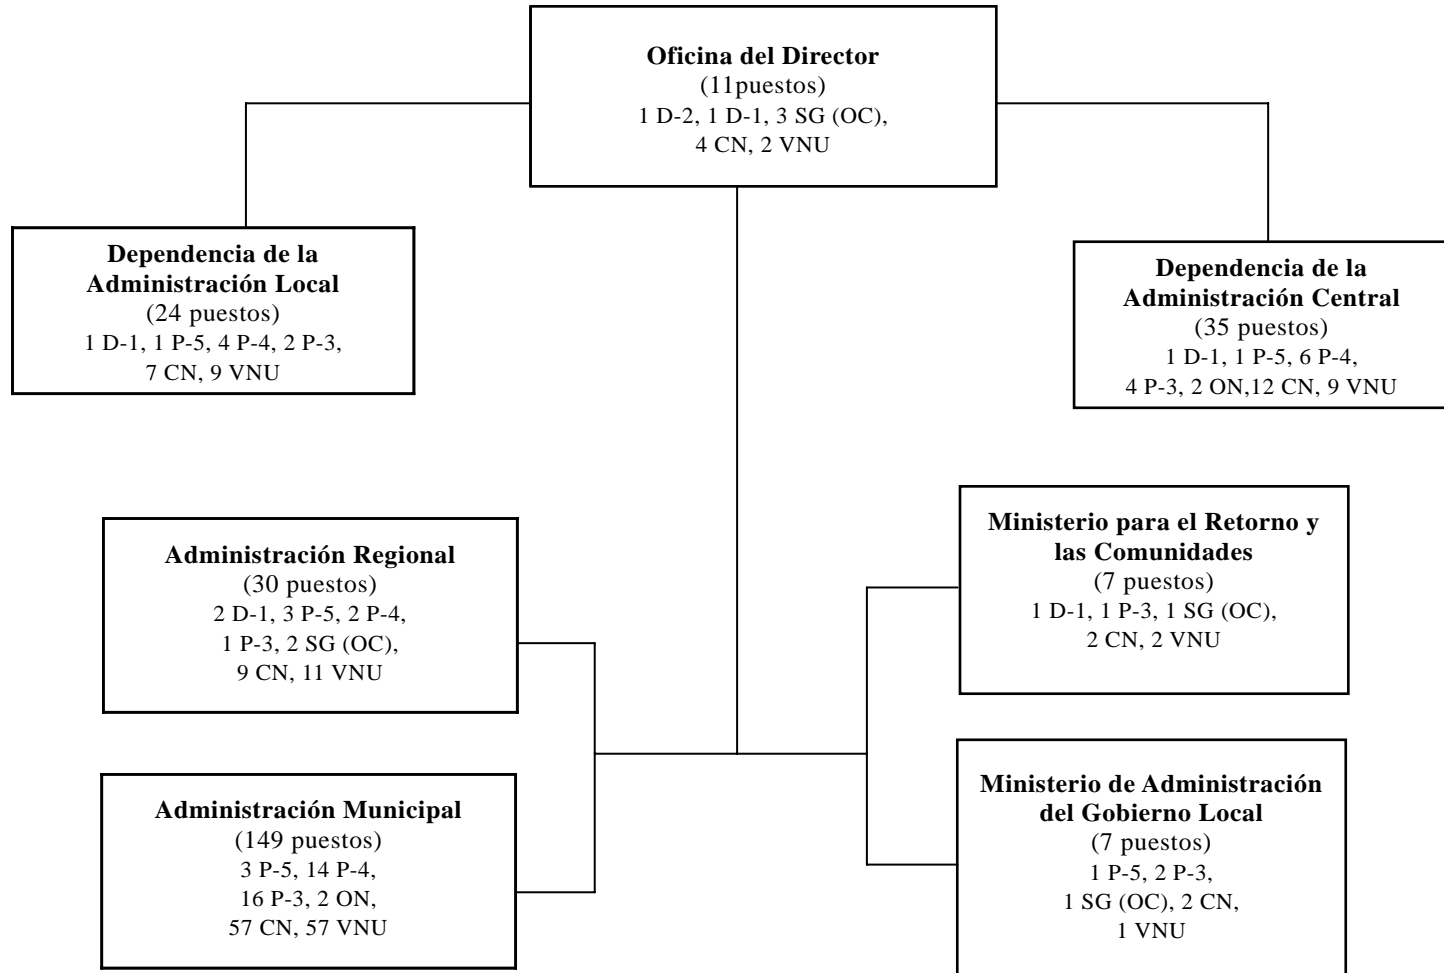 Oficina del Director
(11puestos)
1 D-2, 1 D-1, 3 SG (OC),
4 CN, 2 VNU
Dependencia de la
Administración Local
(24 puestos)
1 D-1, 1 P-5, 4 P-4, 2 P-3,
7 CN, 9 VNU
Dependencia de la
Administración Central
(35 puestos)
1 D-1, 1 P-5, 6 P-4,
4 P-3, 2 ON,12 CN, 9 VNU
Administración Regional
(30 puestos)
2 D-1, 3 P-5, 2 P-4,
1 P-3, 2 SG (OC),
9 CN, 11 VNU
Ministerio para el Retorno y
las Comunidades
(7 puestos)
1 D-1, 1 P-3, 1 SG (OC),
2 CN, 2 VNU
Administración Municipal
(149 puestos)
3 P-5, 14 P-4,
16 P-3, 2 ON,
57 CN, 57 VNU
Ministerio de Administración
del Gobierno Local
(7 puestos)
1 P-5, 2 P-3,
1 SG (OC), 2 CN,
1 VNU